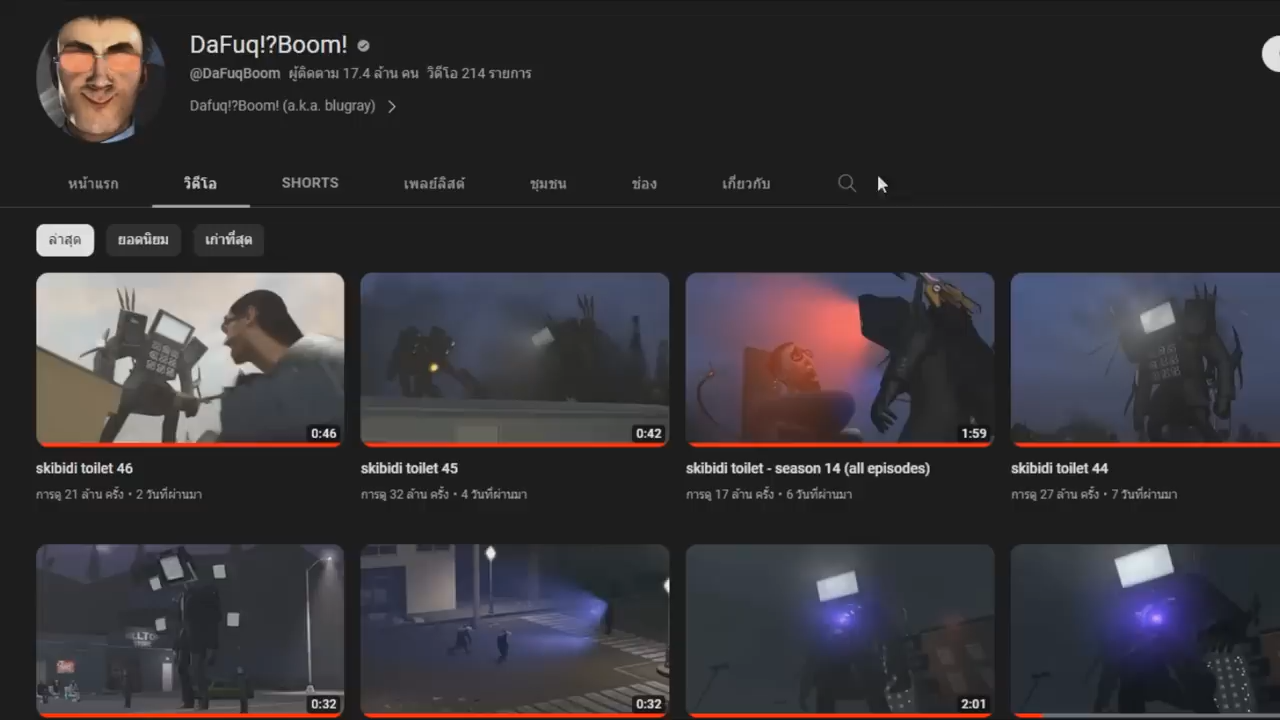 DaFuq!?Boom!
@DaFuqBoom ผู้ติดตาม 17.4 ล้าน คน วิดีโอ 214 รายการ
Dafuq!?Boom! (a.k.a. blugray)
หน้าแรก วิดีโอ SHORTS เพลย์ลิสต์ ชุมชน ช่อง เกี่ยวกับ
ล่าสุด ยอดนิยม เก่าที่สุด
0:46 0:42 1:59
skibidi toilet 46 skibidi toilet 45 skibidi toilet - season 14 (all episodes) skibidi toilet 44
การดู 21 ล้าน ครั้ง • 2 วันที่ผ่านมา การดู 32 ล้าน ครั้ง • 4 วันที่ผ่านมา การดู 17 ล้าน ครั้ง • 6 วันที่ผ่านมา การดู 27 ล้าน ครั้ง • 7 วันที่ผ่านมา
0:32 0:32 2:01